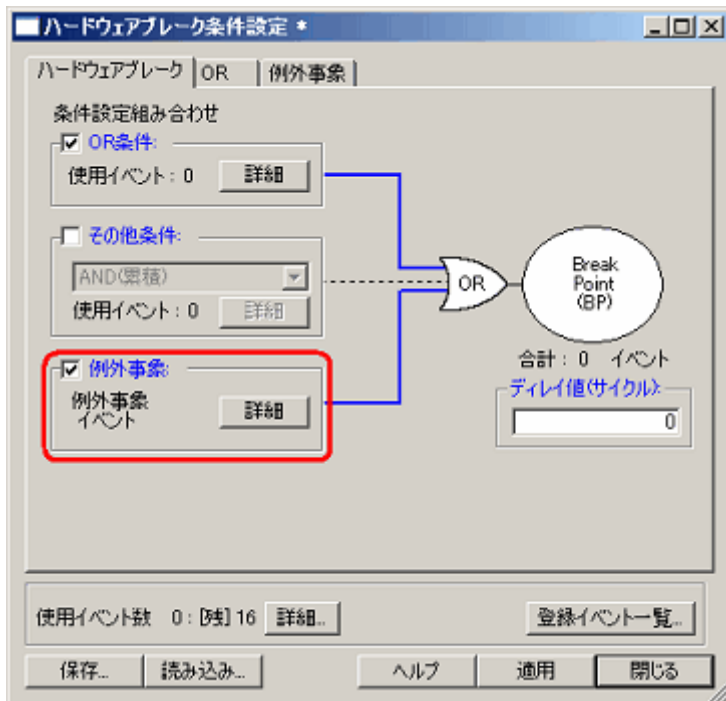 ハードウェアブレーク条件設定 *
ハードウェアブレーク OR 例外事象
条件設定組み合わせ
OR条件:
使用イベント : 0 詳細
その他条件:
AND(累積)
使用イベント : 0 詳細
例外事象:
例外事象
イベント
詳細
OR
Break
Point
(BP)
合計 : 0 イベント
ディレイ値(サイクル):
0
使用イベント数 0 : [残] 16 詳細... 登録イベント一覧...
保存... 読み込み... ヘルプ 適用 閉じる